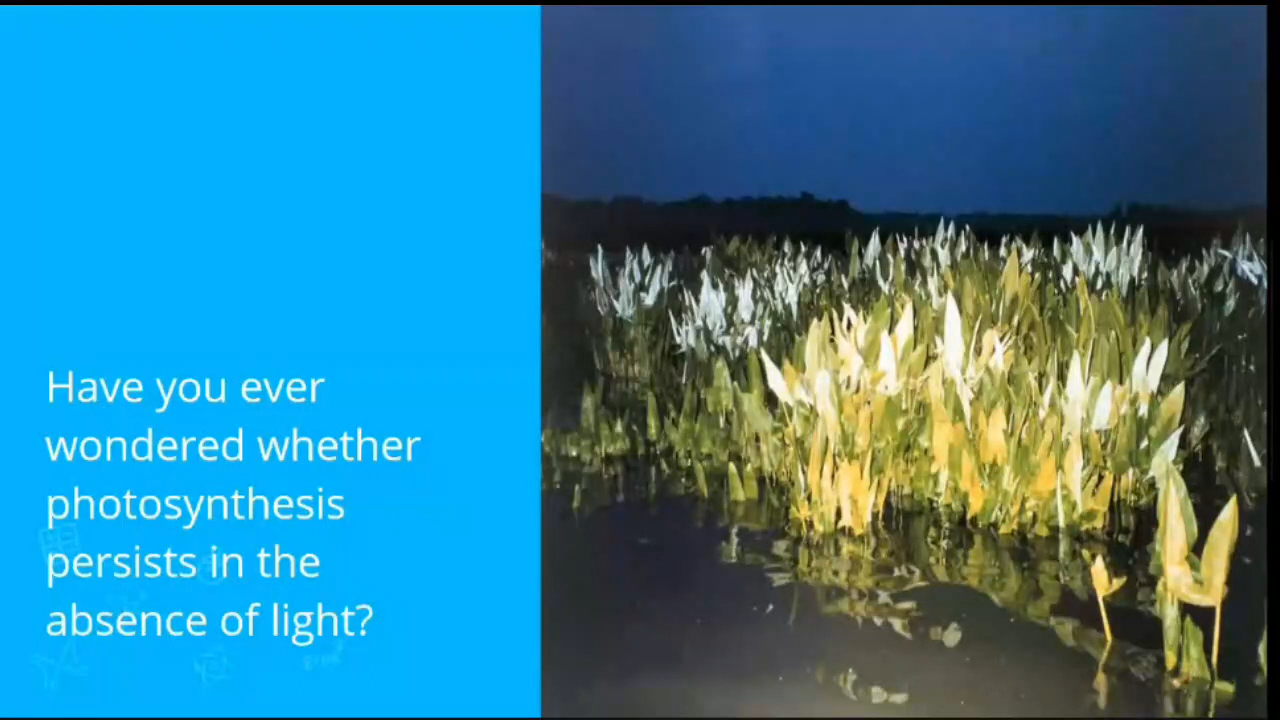 Have you ever
wondered whether
photosynthesis
persists in the
absence of light?